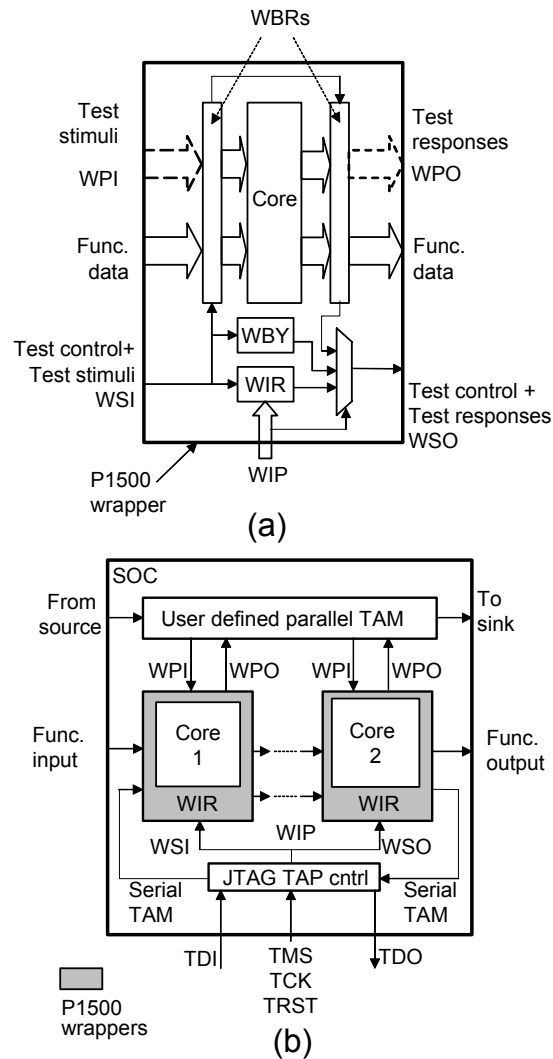 WBRs
Test
stimuli
WPI
Test
responses
WPO
Core
Func.
data
Func.
data
WBY
WIR
Test control+
Test stimuli
WSI
Test control +
Test responses
WSO
P1500
wrapper
WIP
(a)
SOC
From
source
User defined parallel TAM
To
sink
WPI
WPO
WPI
WPO
Func.
input
Core
1
Core
2
Func.
output
WIR
WIR
WSI
WIP
WSO
Serial
TAM
JTAG TAP cntrl
Serial
TAM
TDI
TMS
TCK
TRST
TDO
P1500
wrappers
(b)